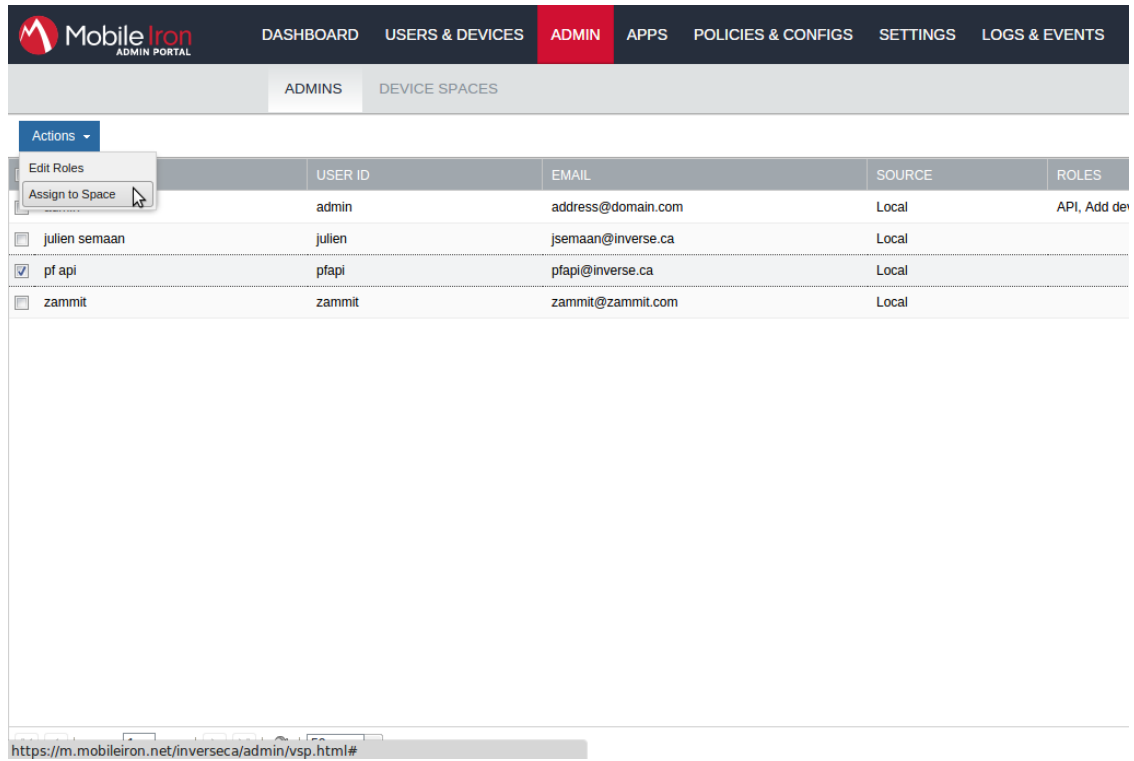 MobileIron
ADMIN PORTAL
DASHBOARD USERS & DEVICES ADMIN APPS POLICIES & CONFIGS SETTINGS LOGS & EVENTS
ADMINS DEVICE SPACES
Actions
Edit Roles
Assign to Space
USER ID EMAIL SOURCE ROLES
admin address@domain.com Local API, Add dev
julien semaan julien jsemaan@inverse.ca Local
pf api pfapi pfapi@inverse.ca Local
zammit zammit zammit@zammit.com Local
https://m.mobileiron.net/inverseca/admin/vsp.html#